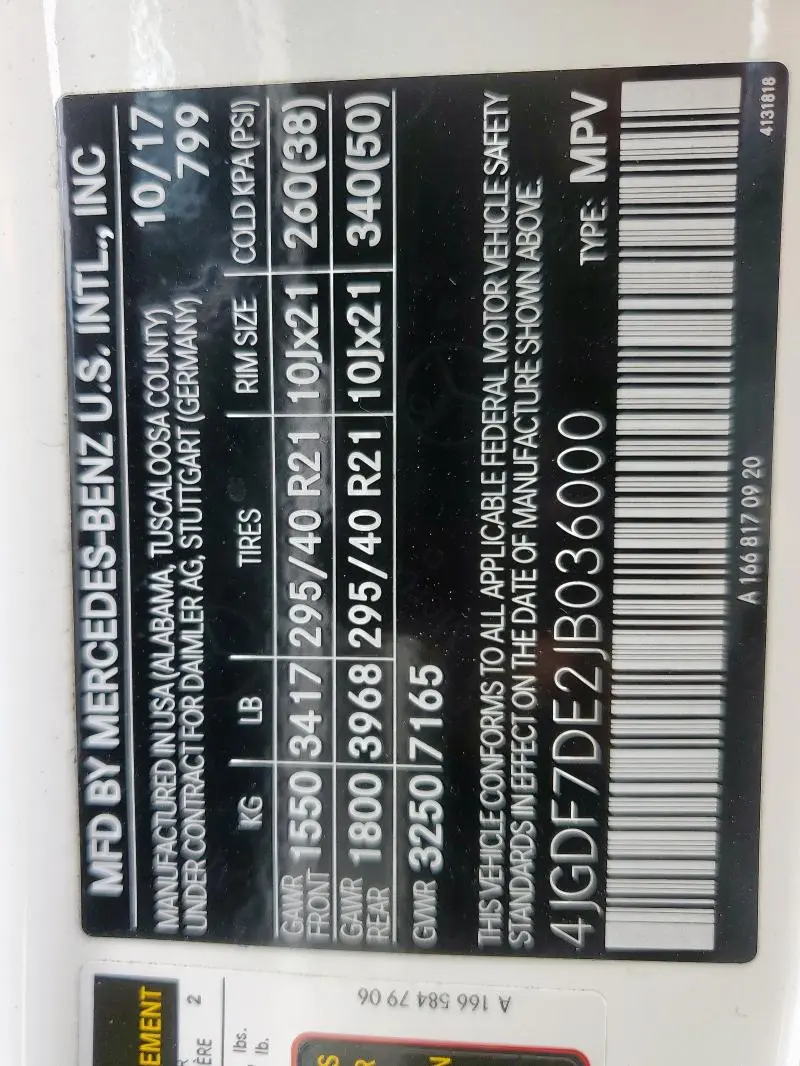 MFD BY MERCEDES-BENZ U.S. INTL., INC
10/17
MANUFACTURED IN USA (ALABAMA, TUSCALOOSA COUNTY)
799
UNDER CONTRACT FOR DAIMLER AG, STUTTGART (GERMANY)
KG LB TIRES RIM SIZE COLD KPA (PSI)
GAWR FRONT 1550 3417 295/40 R21 10Jx21 260(38)
GAWR REAR 1800 3968 295/40 R21 10Jx21 340(50)
GVWR 3250 7165
THIS VEHICLE CONFORMS TO ALL APPLICABLE FEDERAL MOTOR VEHICLE SAFETY
STANDARDS IN EFFECT ON THE DATE OF MANUFACTURE SHOWN ABOVE.
4JGDF7DE2JB036000 TYPE: MPV
A 166 817 09 20
4131818
EMENT
ÈRE 2
lbs.
lb.
A 166 584 79 06
S
R
N